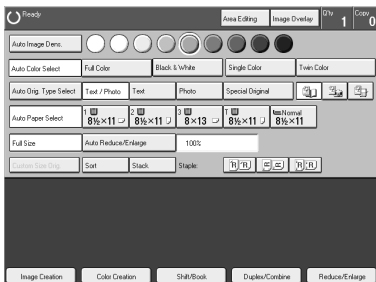 Ready Area Editing Image Overlay Q'ty 1 Copy 0
Auto Image Dens.
Auto Color Select Full Color Black & White Single Color Twin Color
Auto Orig. Type Select Text / Photo Text Photo Special Original
Auto Paper Select 1 8½×11 2 8½×11 3 8×13 T 8½×11 Normal 8½×11
Full Size Auto Reduce/Enlarge 100%
Custom Size Orig. Sort Stack Staple:
Image Creation Color Creation Shift/Book Duplex/Combine Reduce/Enlarge